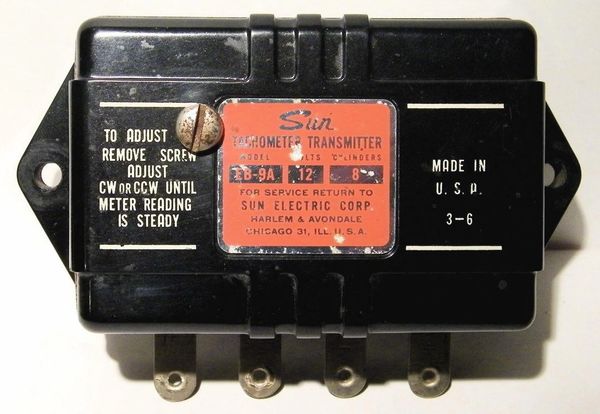 TO ADJUST
REMOVE SCREW
ADJUST
CW OR CCW UNTIL
METER READING
IS STEADY
Sun
TACHOMETER TRANSMITTER
MODEL VOLTS CYLINDERS
EB-9A 12 8
FOR SERVICE RETURN TO
SUN ELECTRIC CORP.
HARLEM & AVONDALE
CHICAGO 31, ILL. U.S.A.
MADE IN
U.S.A.
3-6